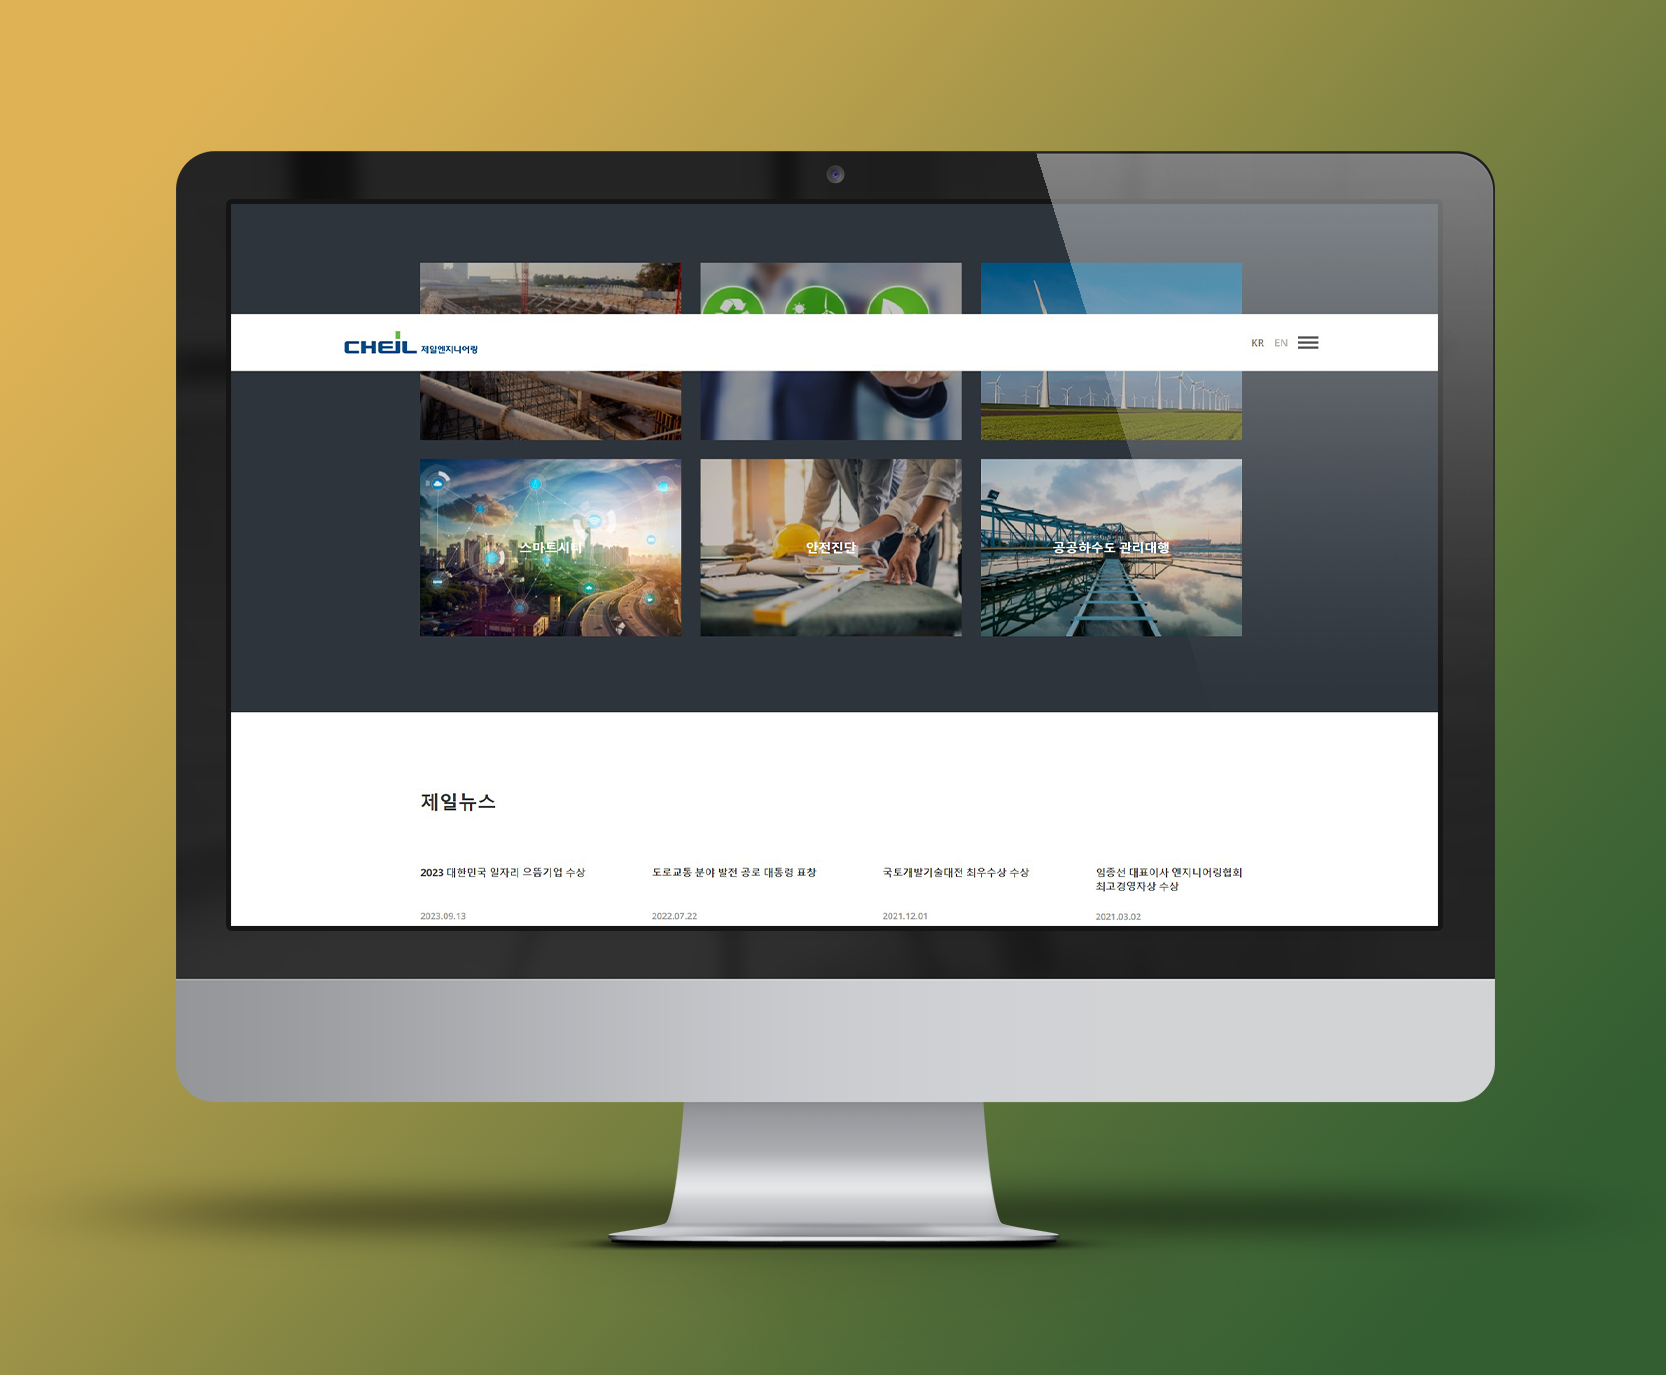 CHEIL 제일엔지니어링
KR EN
스마트시티
안전진단
공공하수도 관리대행
제일뉴스
2023 대한민국 일자리 으뜸기업 수상
2023.09.13
도로교통 분야 발전 공로 대통령 표창
2022.07.22
국토개발기술대전 최우수상 수상
2021.12.01
임종선 대표이사 엔지니어링협회
최고경영자상 수상
2021.03.02